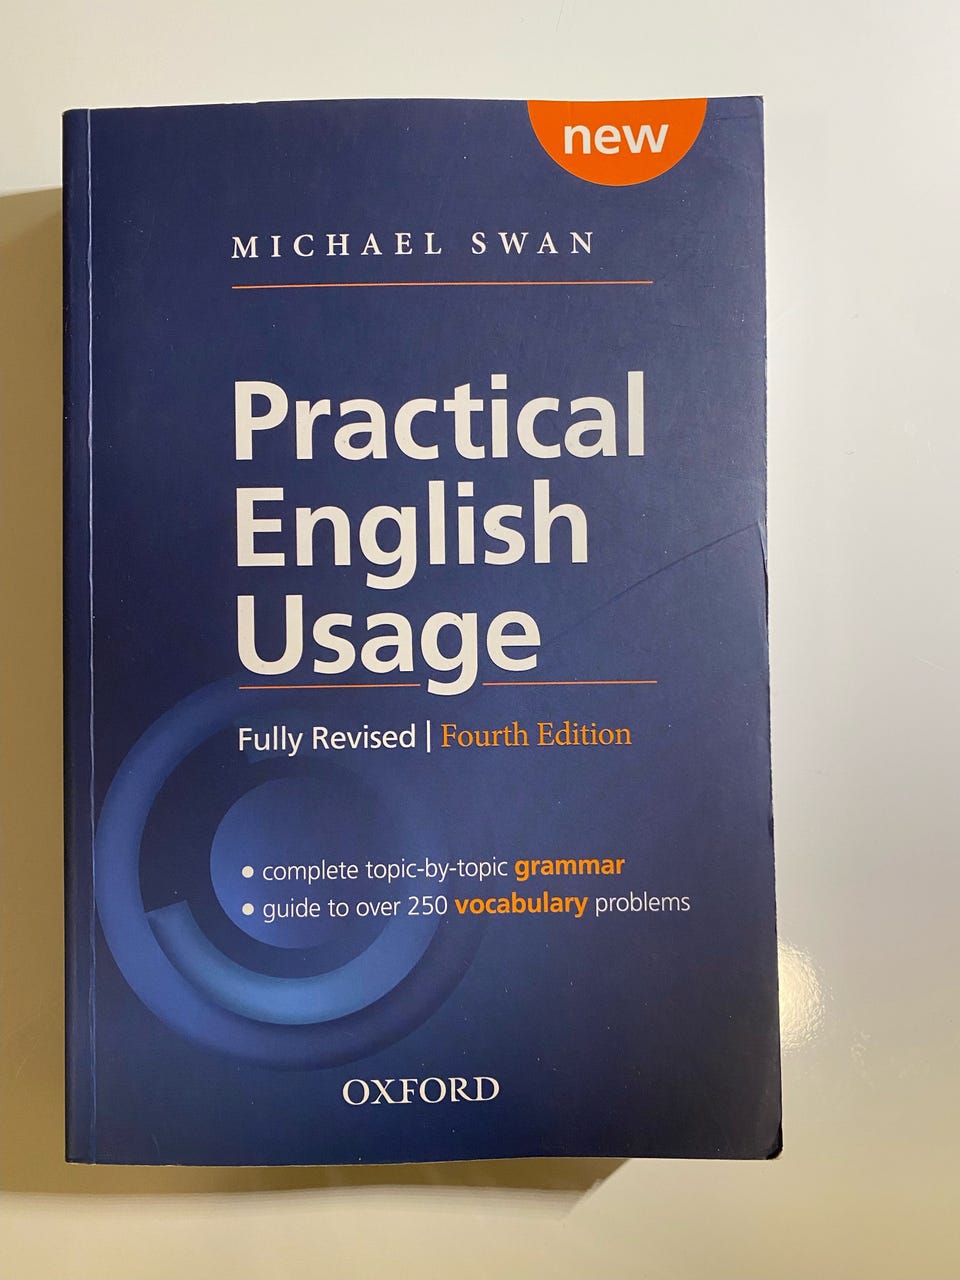 new
MICHAEL SWAN
Practical
English
Usage
Fully Revised | Fourth Edition
• complete topic-by-topic grammar
• guide to over 250 vocabulary problems
OXFORD